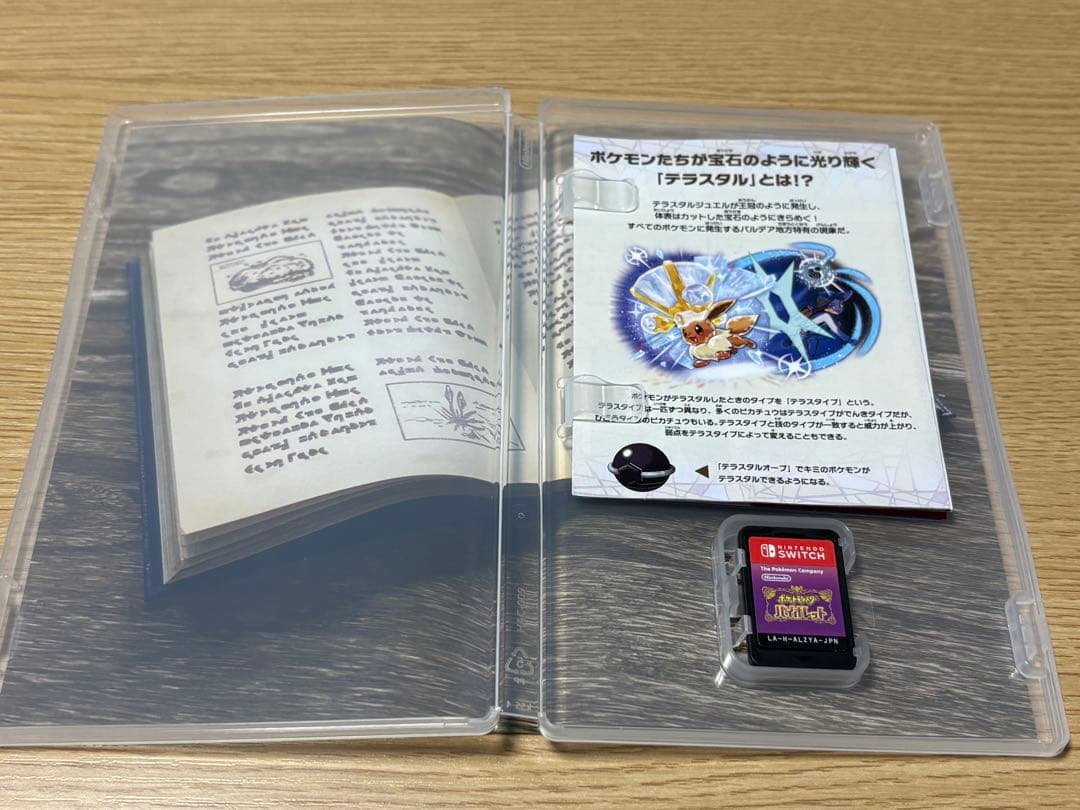 ポケモンたちが宝石のように光り輝く
「テラスタル」とは!?
テラスタルジュエルが王冠のように発生し、
体表はカットした宝石のようにきらめく！
すべてのポケモンに発生するパルデア地方特有の現象だ。
ポケモンがテラスタルしたときのタイプを「テラスタイプ」という。
テラスタイプは一匹ずつ異なり、多くのピカチュウはテラスタイプがでんきタイプだが、
ひこうタイプのピカチュウもいる。テラスタイプと技のタイプが一致すると威力が上がり、
弱点をテラスタイプによって変えることもできる。
◀「テラスタルオーブ」でキミのポケモンが
テラスタルできるようになる。
NINTENDO
SWITCH
The Pokémon Company
Nintendo
ポケットモンスター
バイオレット
LA-H-ALZYA-JPN